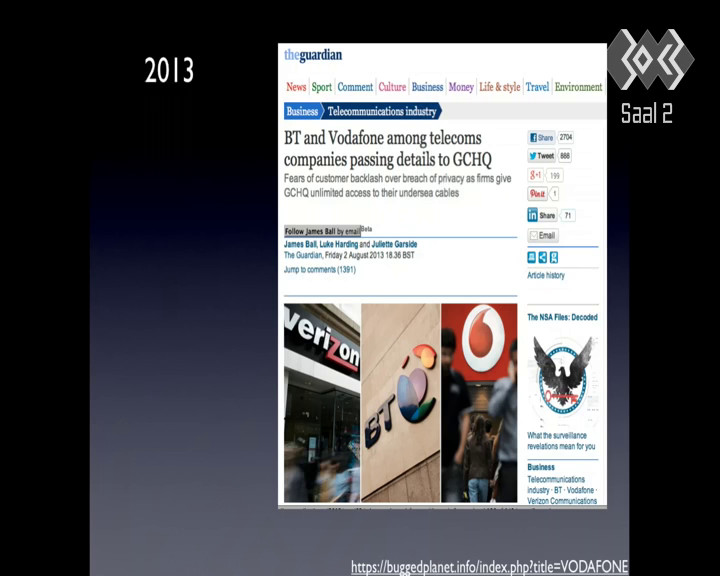 2013
theguardian
News Sport Comment Culture Business Money Life & style Travel Environment
Business Telecommunications industry
BT and Vodafone among telecoms
companies passing details to GCHQ
Fears of customer backlash over breach of privacy as firms give
GCHQ unlimited access to their undersea cables
Follow James Ball by email Beta
James Ball, Luke Harding and Juliette Garside
The Guardian, Friday 2 August 2013 18.36 BST
Jump to comments (1391)
Share 2704
Tweet 868
+1 199
Pin it 1
Share 71
Email
Article history
The NSA Files: Decoded
What the surveillance
revelations mean for you
Business
Telecommunications
industry · BT · Vodafone ·
Verizon Communications
verizon
BT
Saal 2
https://buggedplanet.info/index.php?title=VODAFONE